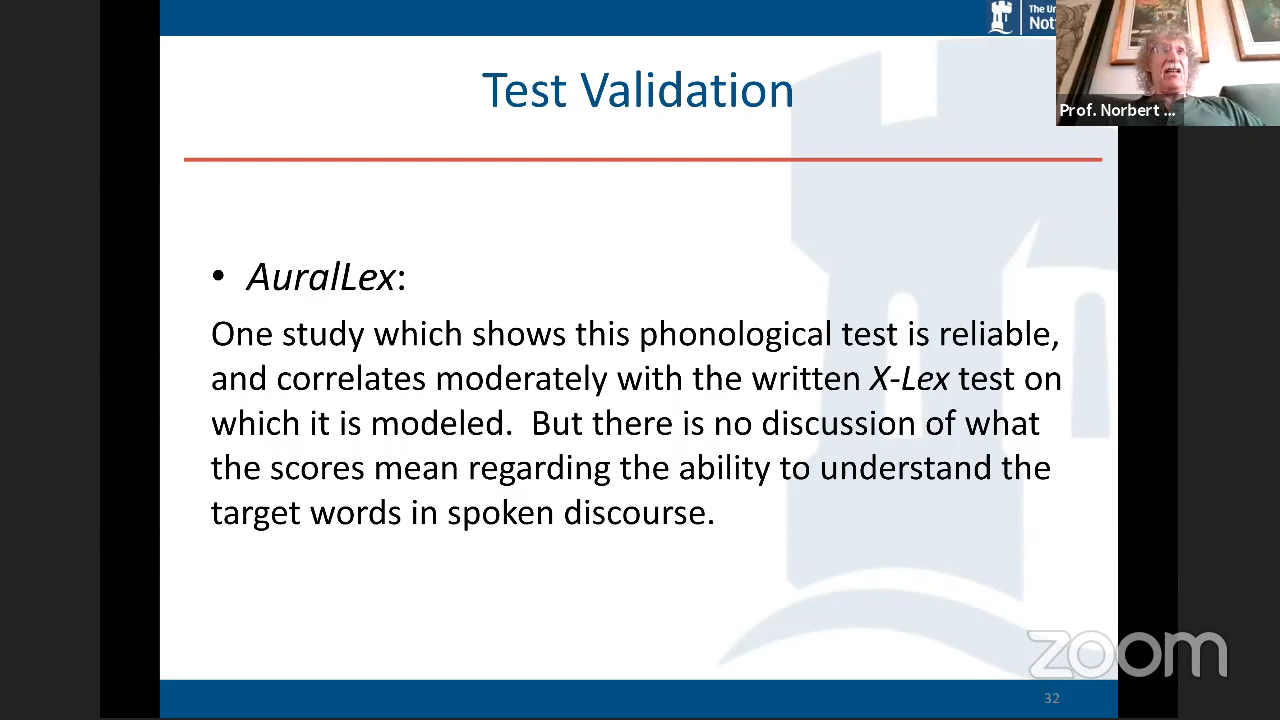 The Un
Nott
Prof. Norbert ...
Test Validation
• AuralLex:
One study which shows this phonological test is reliable,
and correlates moderately with the written X-Lex test on
which it is modeled.  But there is no discussion of what
the scores mean regarding the ability to understand the
target words in spoken discourse.
zoom
32